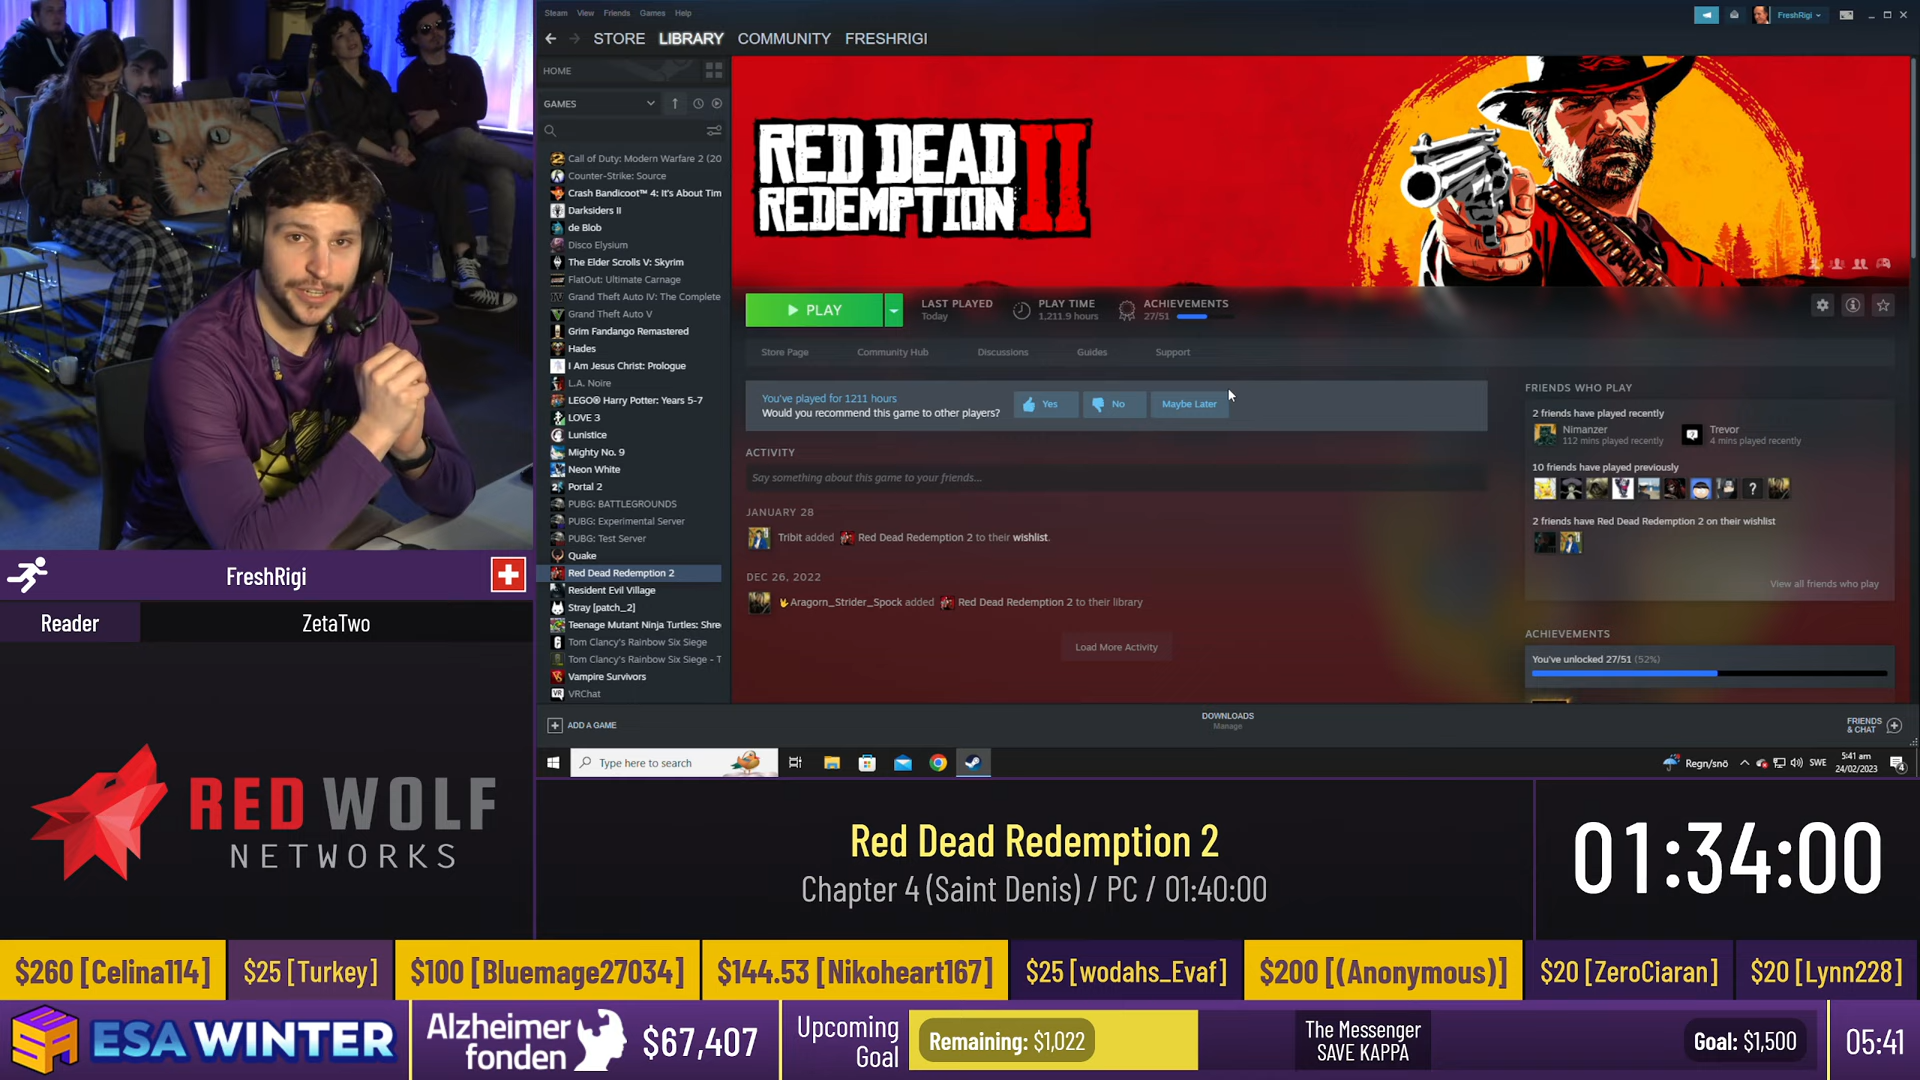 Steam View Friends Games Help
FreshRigi
STORE LIBRARY COMMUNITY FRESHRIGI
HOME
GAMES
Call of Duty: Modern Warfare 2 (20
Counter-Strike: Source
Crash Bandicoot™ 4: It's About Tim
Darksiders II
de Blob
Disco Elysium
The Elder Scrolls V: Skyrim
FlatOut: Ultimate Carnage
Grand Theft Auto IV: The Complete
Grand Theft Auto V
Grim Fandango Remastered
Hades
I Am Jesus Christ: Prologue
L.A. Noire
LEGO® Harry Potter: Years 5-7
LOVE 3
Lunistice
Mighty No. 9
Neon White
Portal 2
PUBG: BATTLEGROUNDS
PUBG: Experimental Server
PUBG: Test Server
Quake
Red Dead Redemption 2
Resident Evil Village
Stray [patch_2]
Teenage Mutant Ninja Turtles: Shre
Tom Clancy's Rainbow Six Siege
Tom Clancy's Rainbow Six Siege - T
Vampire Survivors
VRChat
ADD A GAME
RED DEAD
REDEMPTION II
PLAY
LAST PLAYED
Today
PLAY TIME
1,211.9 hours
ACHIEVEMENTS
27/51
Store Page Community Hub Discussions Guides Support
You've played for 1211 hours
Would you recommend this game to other players?
Yes No Maybe Later
ACTIVITY
Say something about this game to your friends...
JANUARY 28
Tribit added Red Dead Redemption 2 to their wishlist.
DEC 26, 2022
Aragorn_Strider_Spock added Red Dead Redemption 2 to their library
Load More Activity
FRIENDS WHO PLAY
2 friends have played recently
Nimanzer
112 mins played recently
Trevor
4 mins played recently
10 friends have played previously
2 friends have Red Dead Redemption 2 on their wishlist
View all friends who play
ACHIEVEMENTS
You've unlocked 27/51 (52%)
DOWNLOADS
Manage
FRIENDS
& CHAT
Type here to search
Regn/snö
SWE
5:41 am
24/02/2023
4
FreshRigi
Reader ZetaTwo
RED WOLF
NETWORKS
Red Dead Redemption 2
Chapter 4 (Saint Denis) / PC / 01:40:00
01:34:00
$260 [Celina114] $25 [Turkey] $100 [Bluemage27034] $144.53 [Nikoheart167] $25 [wodahs_Evaf] $200 [(Anonymous)] $20 [ZeroCiaran] $20 [Lynn228]
ESA WINTER
Alzheimer
fonden
$67,407
Upcoming
Goal
Remaining: $1,022
The Messenger
SAVE KAPPA
Goal: $1,500
05:41